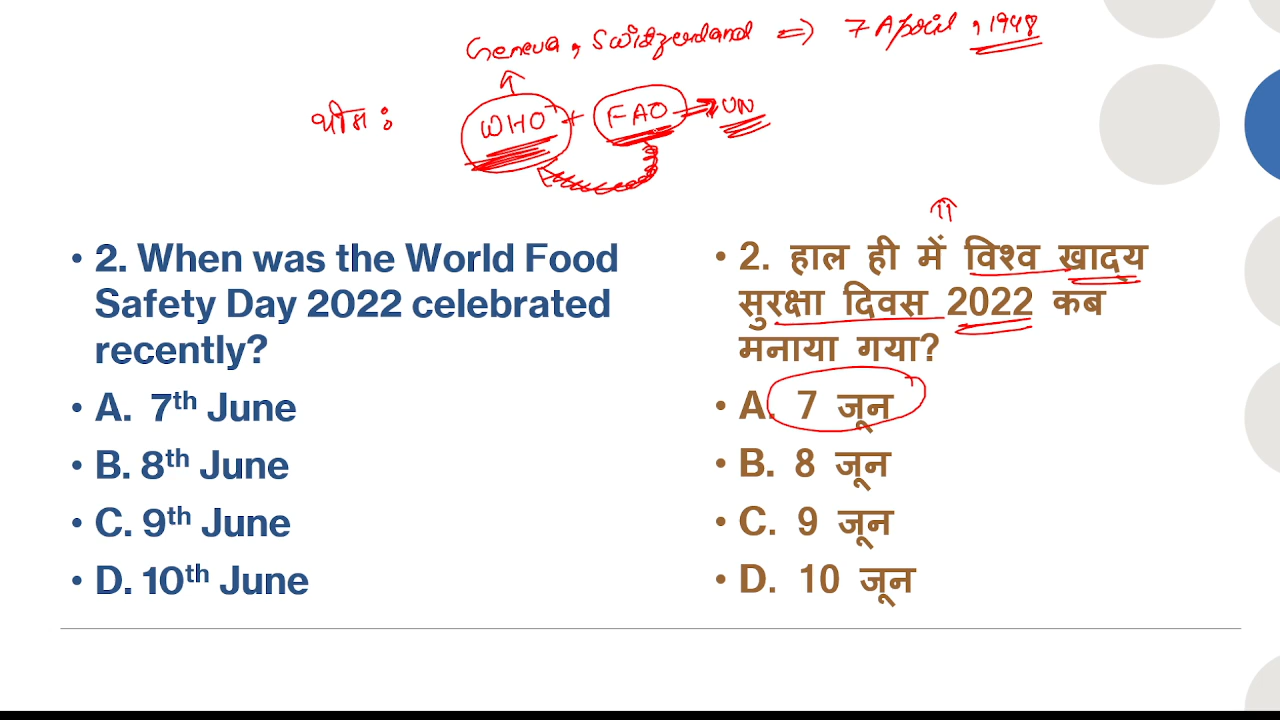 Geneva, Switzerland ⇒ 7 April, 1948
थीम: WHO + FAO → UN
• 2. When was the World Food
Safety Day 2022 celebrated
recently?
• A. 7th June
• B. 8th June
• C. 9th June
• D. 10th June
• 2. हाल ही में विश्व खादय
सुरक्षा दिवस 2022 कब
मनाया गया?
• A. 7 जून
• B. 8 जून
• C. 9 जून
• D. 10 जून